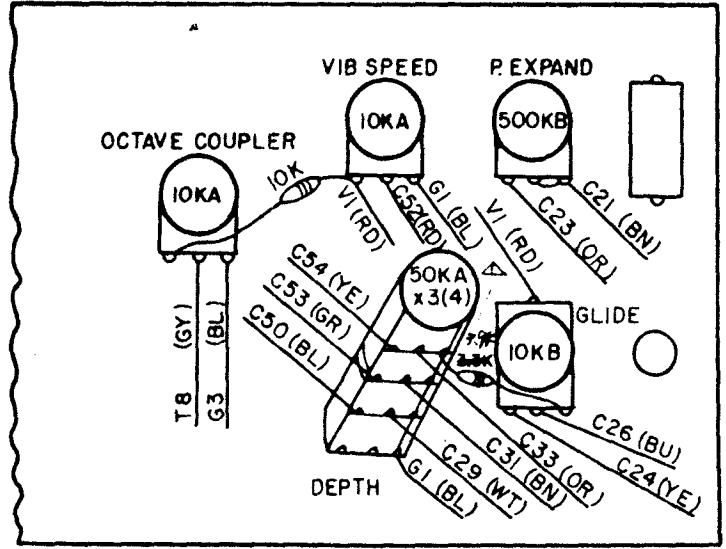 VIB SPEED
P. EXPAND
10KA
500KB
OCTAVE COUPLER
10KA
10K
V1 (RD)
C52(RD)
G1 (BL)
V1 (RD)
C23 (OR)
C21 (BN)
C54 (YE)
C53 (GR)
C50 (BL)
50KA
x3(4)
GLIDE
10KB
3.3K
T8 (GY)
G3 (BL)
C26 (BU)
C24 (YE)
C33 (OR)
C31 (BN)
C29 (WT)
G1 (BL)
DEPTH